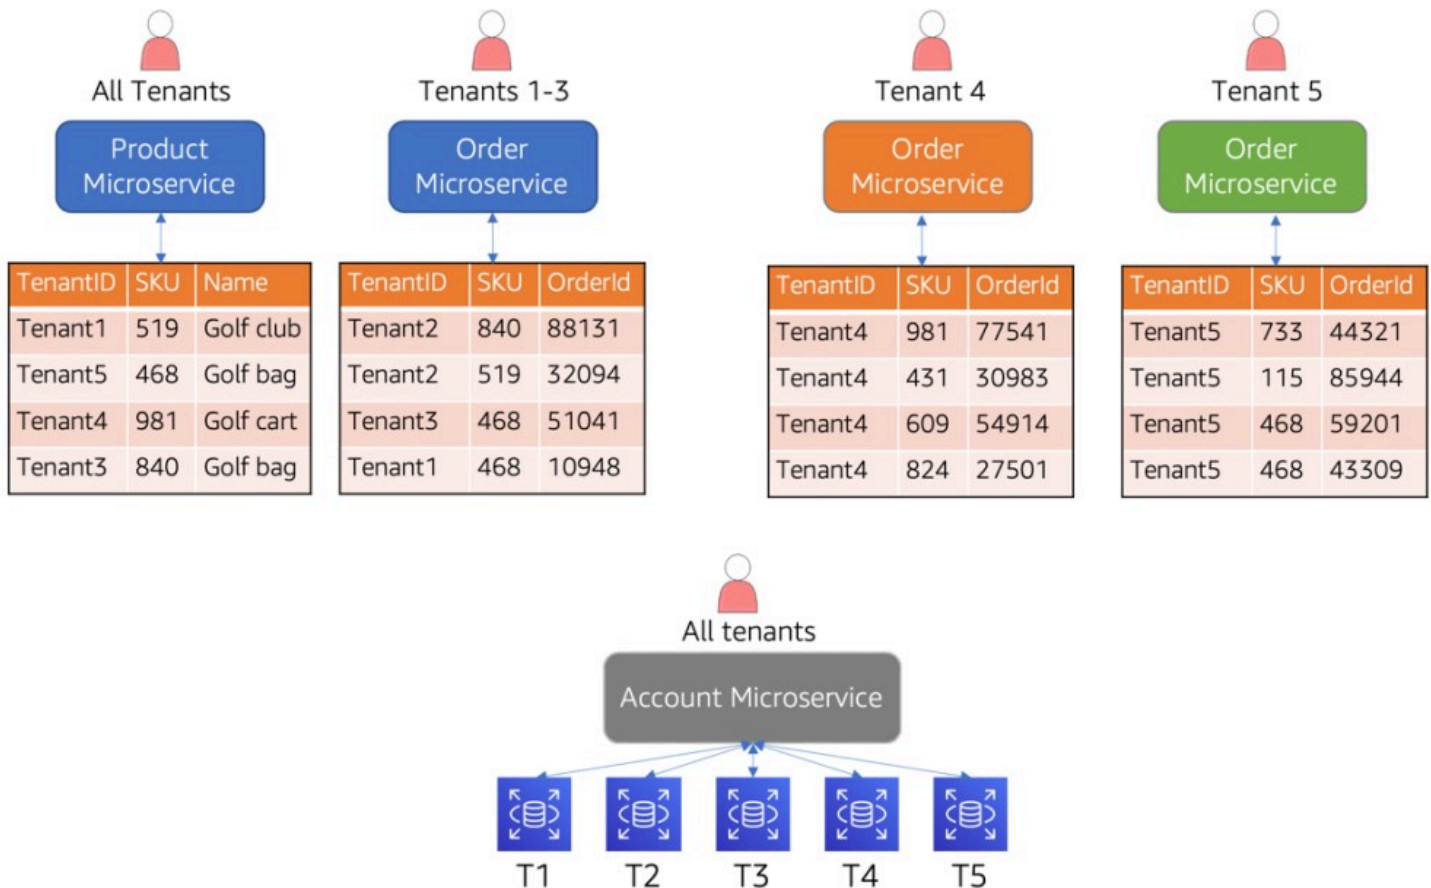 All Tenants
Product
Microservice
TenantID SKU Name
Tenant1 519 Golf club
Tenant5 468 Golf bag
Tenant4 981 Golf cart
Tenant3 840 Golf bag
Tenants 1-3
Order
Microservice
TenantID SKU OrderId
Tenant2 840 88131
Tenant2 519 32094
Tenant3 468 51041
Tenant1 468 10948
Tenant 4
Order
Microservice
TenantID SKU OrderId
Tenant4 981 77541
Tenant4 431 30983
Tenant4 609 54914
Tenant4 824 27501
Tenant 5
Order
Microservice
TenantID SKU OrderId
Tenant5 733 44321
Tenant5 115 85944
Tenant5 468 59201
Tenant5 468 43309
All tenants
Account Microservice
T1 T2 T3 T4 T5